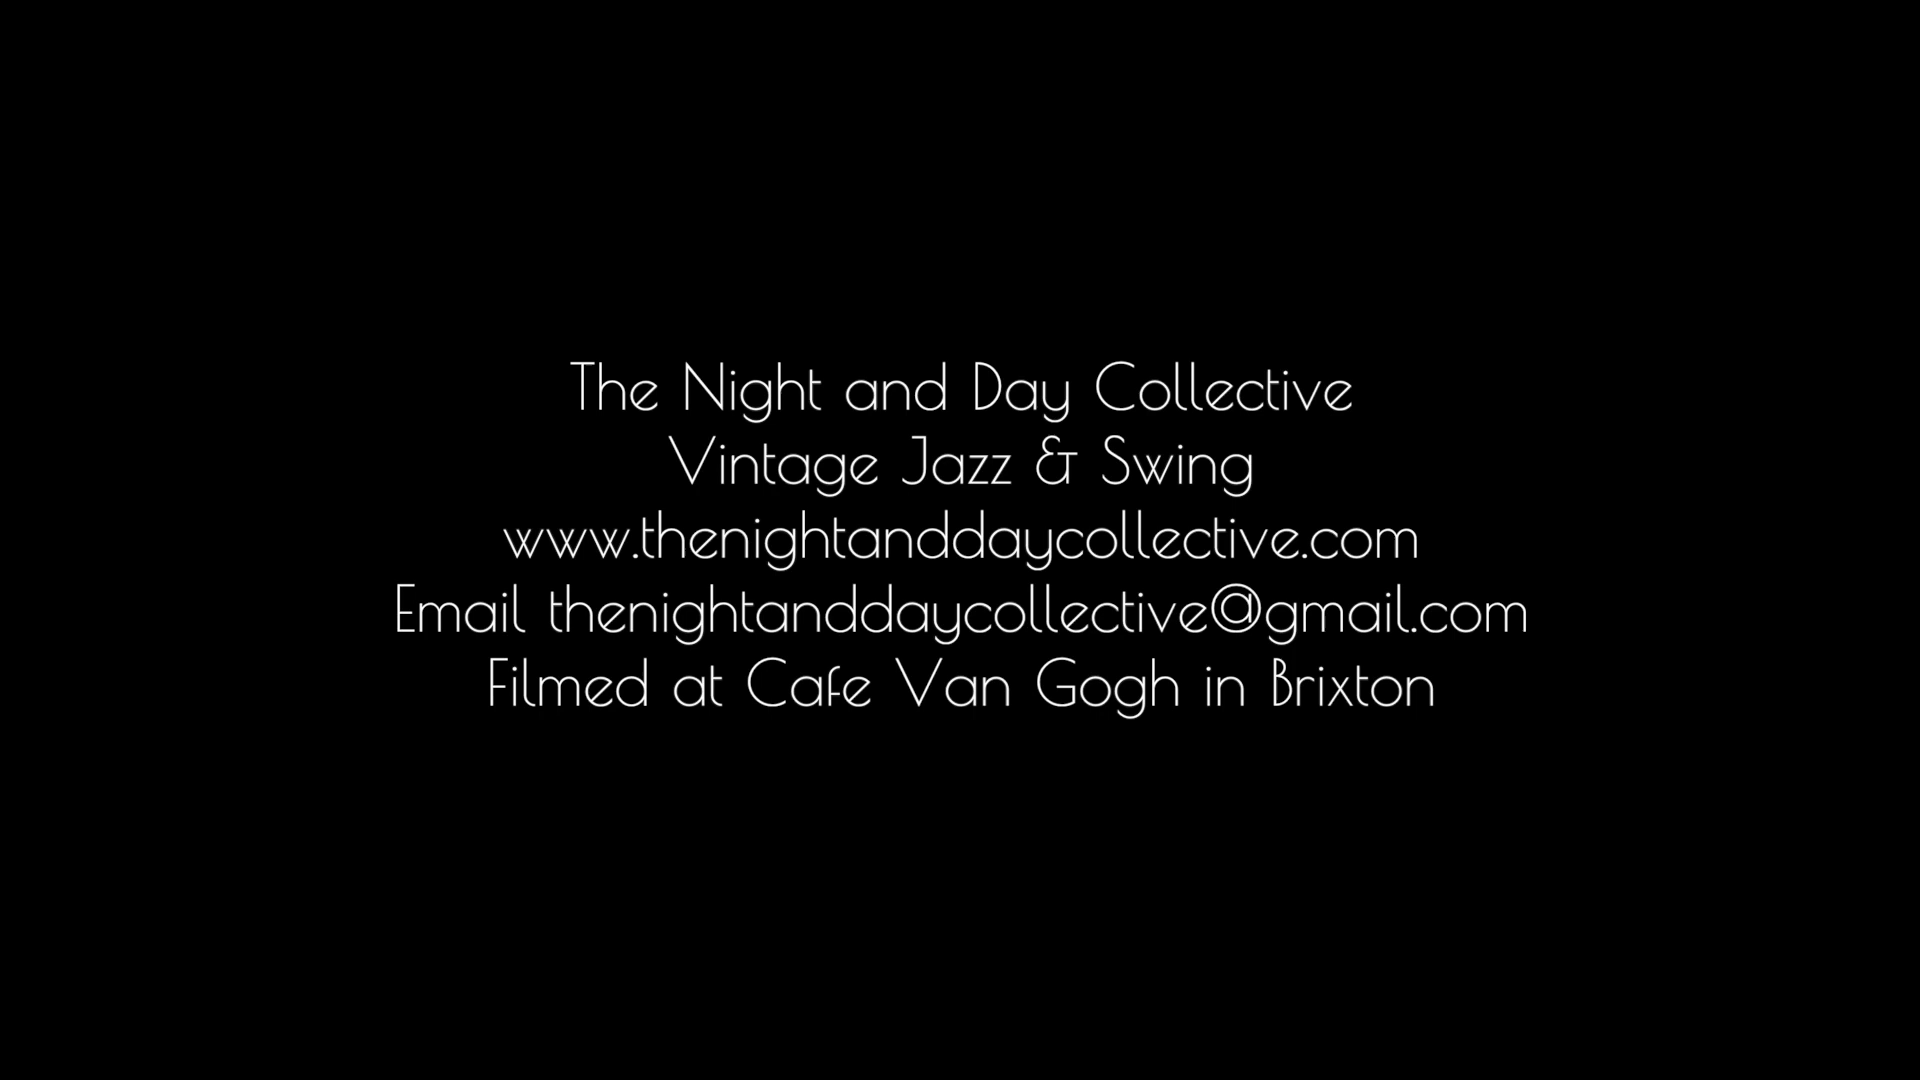 The Night and Day Collective
Vintage Jazz & Swing
www.thenightanddaycollective.com
Email thenightanddaycollective@gmail.com
Filmed at Cafe Van Gogh in Brixton